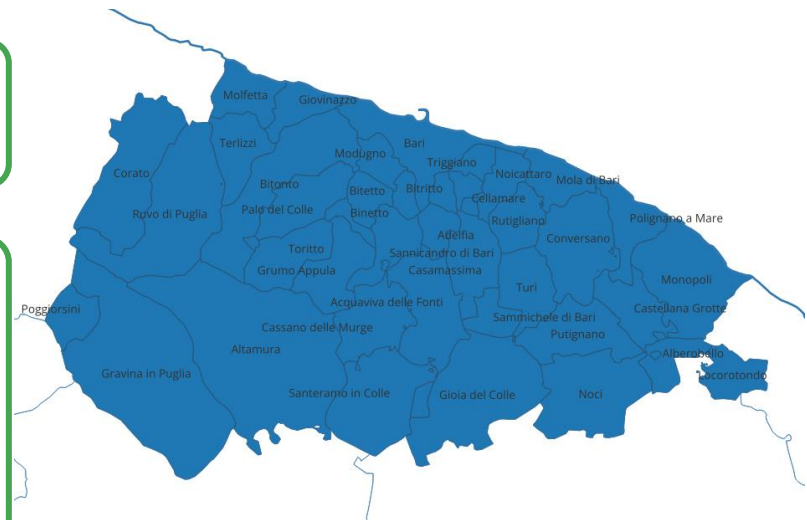 Molfetta
Giovinazzo
Terlizzi
Bari
Modugno
Triggiano
Corato
Noicattaro
Mola di Bari
Bitonto
Bitetto
Bitritto
Cellamare
Ruvo di Puglia
Palo del Colle
Binetto
Rutigliano
Polignano a Mare
Adelfia
Conversano
Toritto
Sannicandro di Bari
Grumo Appula
Casamassima
Monopoli
Turi
Acquaviva delle Fonti
Poggiorsini
Castellana Grotte
Sammichele di Bari
Cassano delle Murge
Putignano
Altamura
Alberobello
Gravina in Puglia
Locorotondo
Santeramo in Colle
Gioia del Colle
Noci